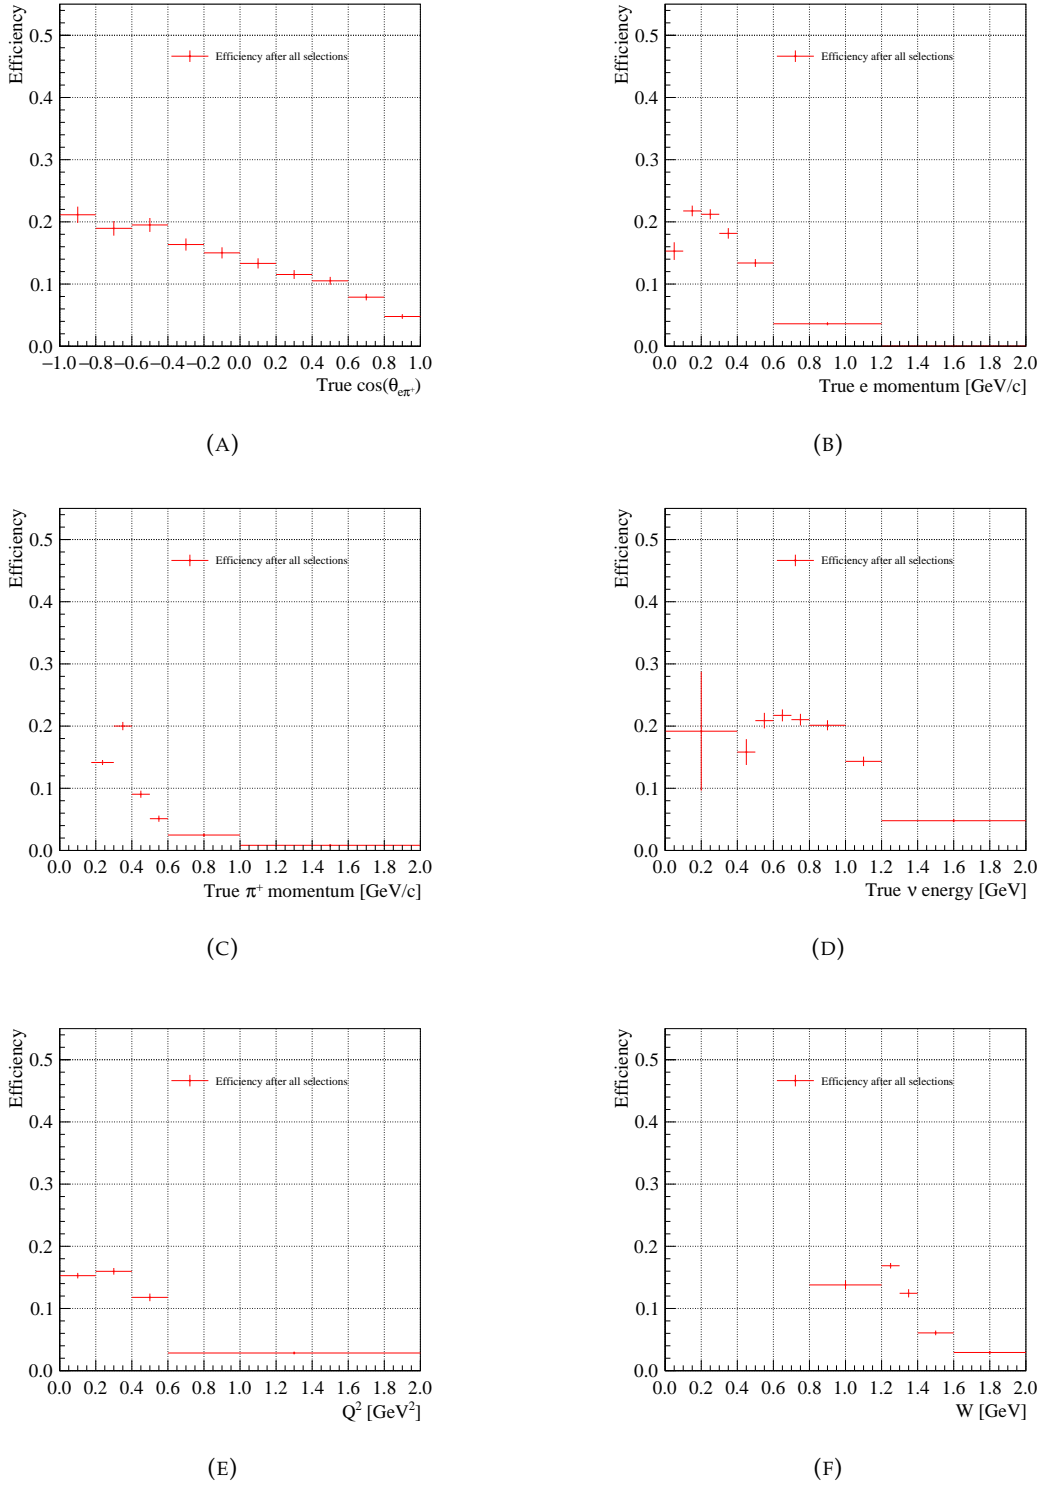 Efficiency
Efficiency after all selections
0.5
0.4
0.3
0.2
0.1
0.0
−1.0 −0.8 −0.6 −0.4 −0.2 0.0 0.2 0.4 0.6 0.8 1.0
True cos(θeπ⁺)
(A)
Efficiency
Efficiency after all selections
0.5
0.4
0.3
0.2
0.1
0.0
0.0 0.2 0.4 0.6 0.8 1.0 1.2 1.4 1.6 1.8 2.0
True e momentum [GeV/c]
(B)
Efficiency
Efficiency after all selections
0.5
0.4
0.3
0.2
0.1
0.0
0.0 0.2 0.4 0.6 0.8 1.0 1.2 1.4 1.6 1.8 2.0
True π⁺ momentum [GeV/c]
(C)
Efficiency
Efficiency after all selections
0.5
0.4
0.3
0.2
0.1
0.0
0.0 0.2 0.4 0.6 0.8 1.0 1.2 1.4 1.6 1.8 2.0
True ν energy [GeV]
(D)
Efficiency
Efficiency after all selections
0.5
0.4
0.3
0.2
0.1
0.0
0.0 0.2 0.4 0.6 0.8 1.0 1.2 1.4 1.6 1.8 2.0
Q² [GeV²]
(E)
Efficiency
Efficiency after all selections
0.5
0.4
0.3
0.2
0.1
0.0
0.0 0.2 0.4 0.6 0.8 1.0 1.2 1.4 1.6 1.8 2.0
W [GeV]
(F)